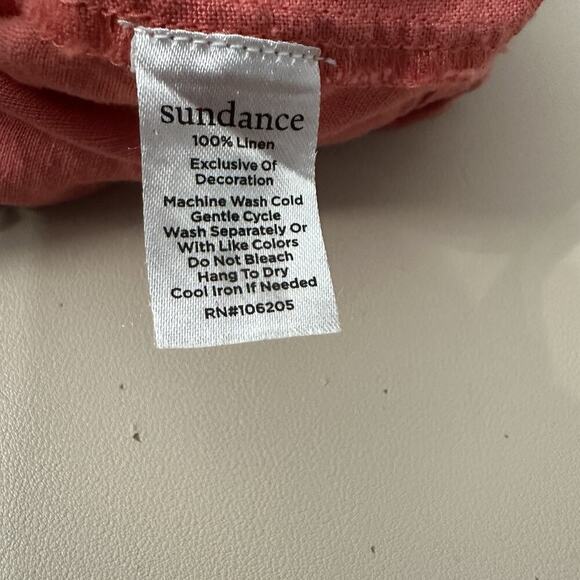 sundance
100% Linen
Exclusive Of
Decoration
Machine Wash Cold
Gentle Cycle
Wash Separately Or
With Like Colors
Do Not Bleach
Hang To Dry
Cool Iron If Needed
RN#106205